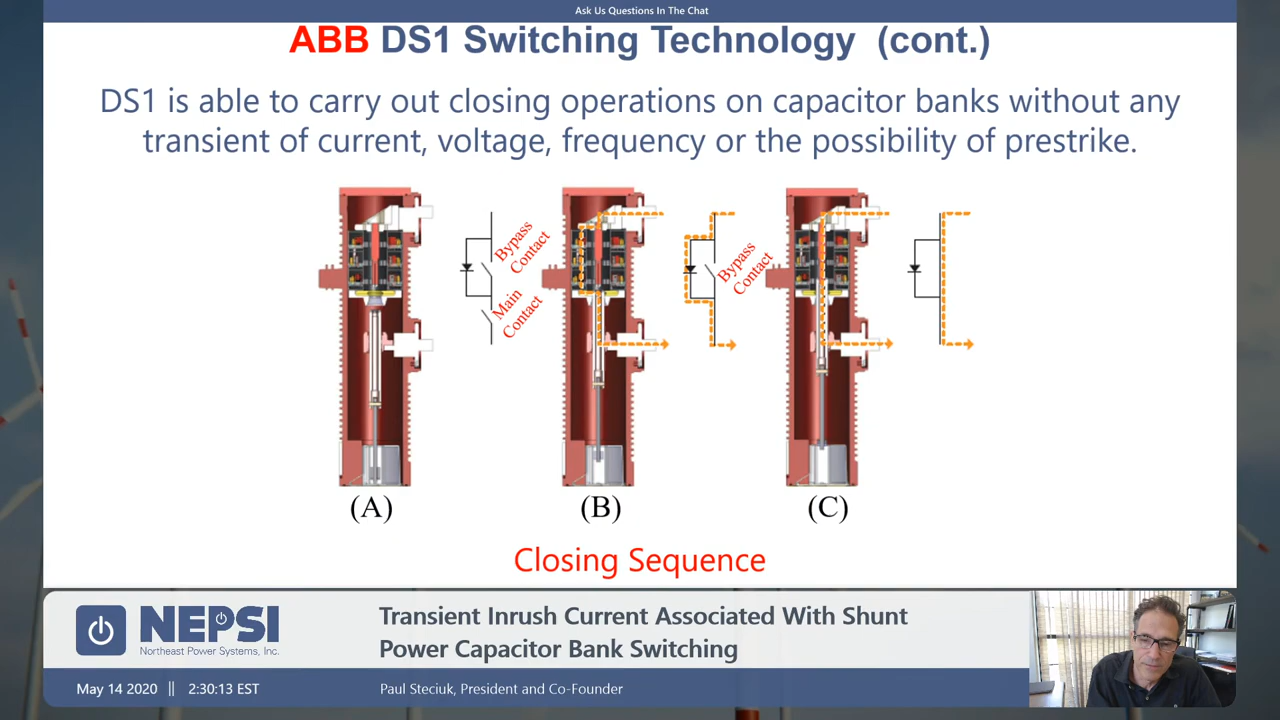 Ask Us Questions In The Chat
ABB DS1 Switching Technology (cont.)
DS1 is able to carry out closing operations on capacitor banks without any
transient of current, voltage, frequency or the possibility of prestrike.
Bypass
Contact
Main
Contact
Bypass
Contact
(A)
(B)
(C)
Closing Sequence
NEPSI
Northeast Power Systems, Inc.
Transient Inrush Current Associated With Shunt
Power Capacitor Bank Switching
May 14 2020 || 2:30:13 EST
Paul Steciuk, President and Co-Founder